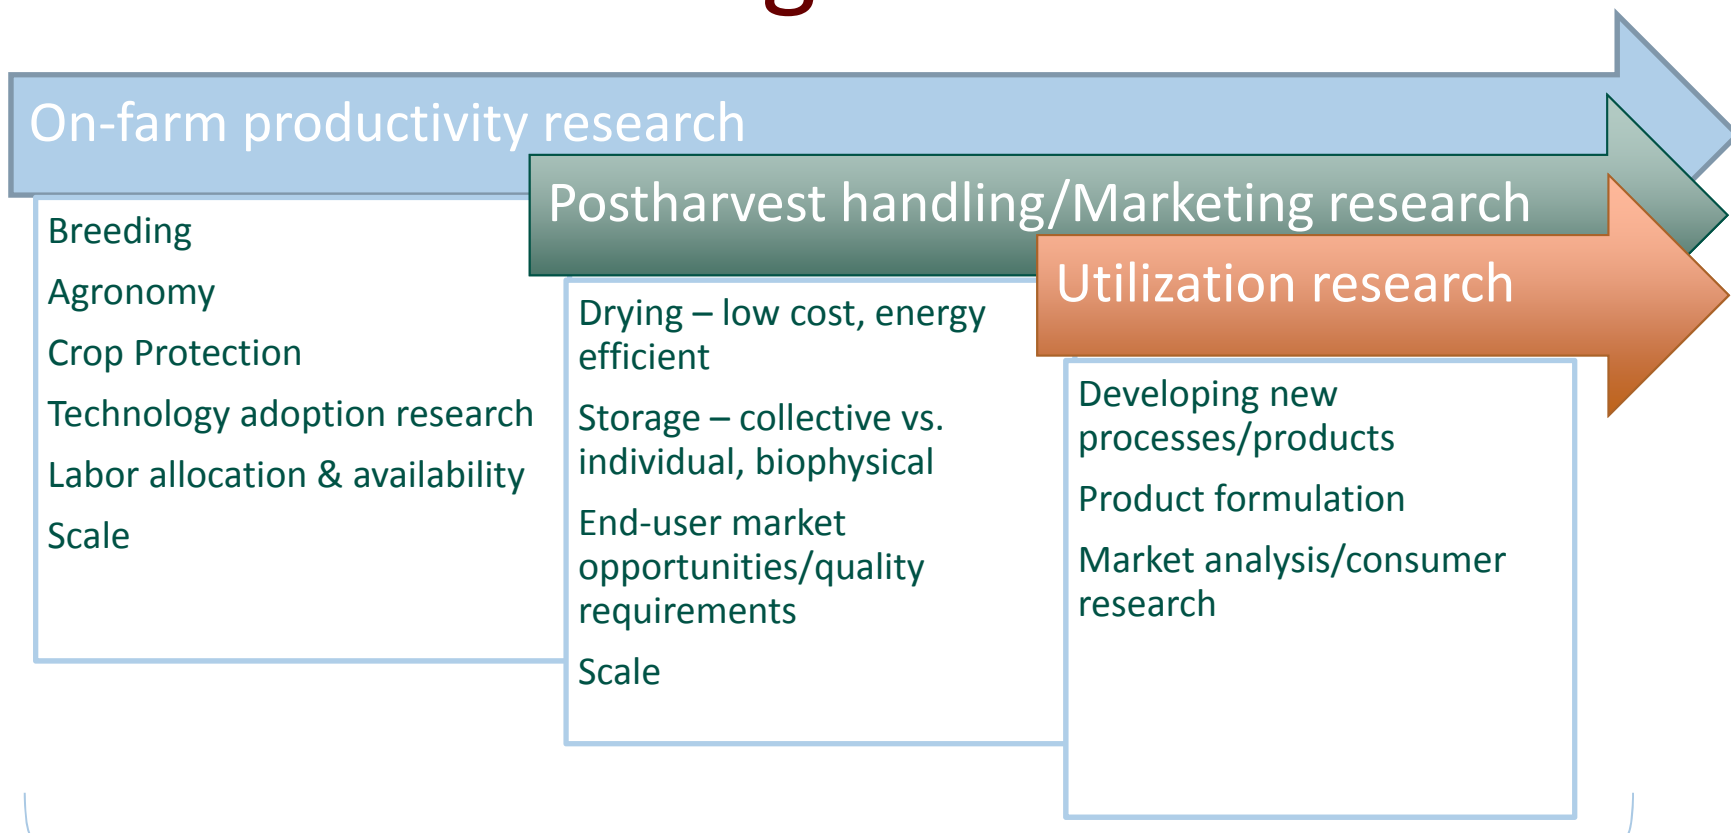 On-farm productivity research
Breeding
Agronomy
Crop Protection
Technology adoption research
Labor allocation & availability
Scale
Postharvest handling/Marketing research
Drying – low cost, energy
efficient
Storage – collective vs.
individual, biophysical
End-user market
opportunities/quality
requirements
Scale
Utilization research
Developing new
processes/products
Product formulation
Market analysis/consumer
research